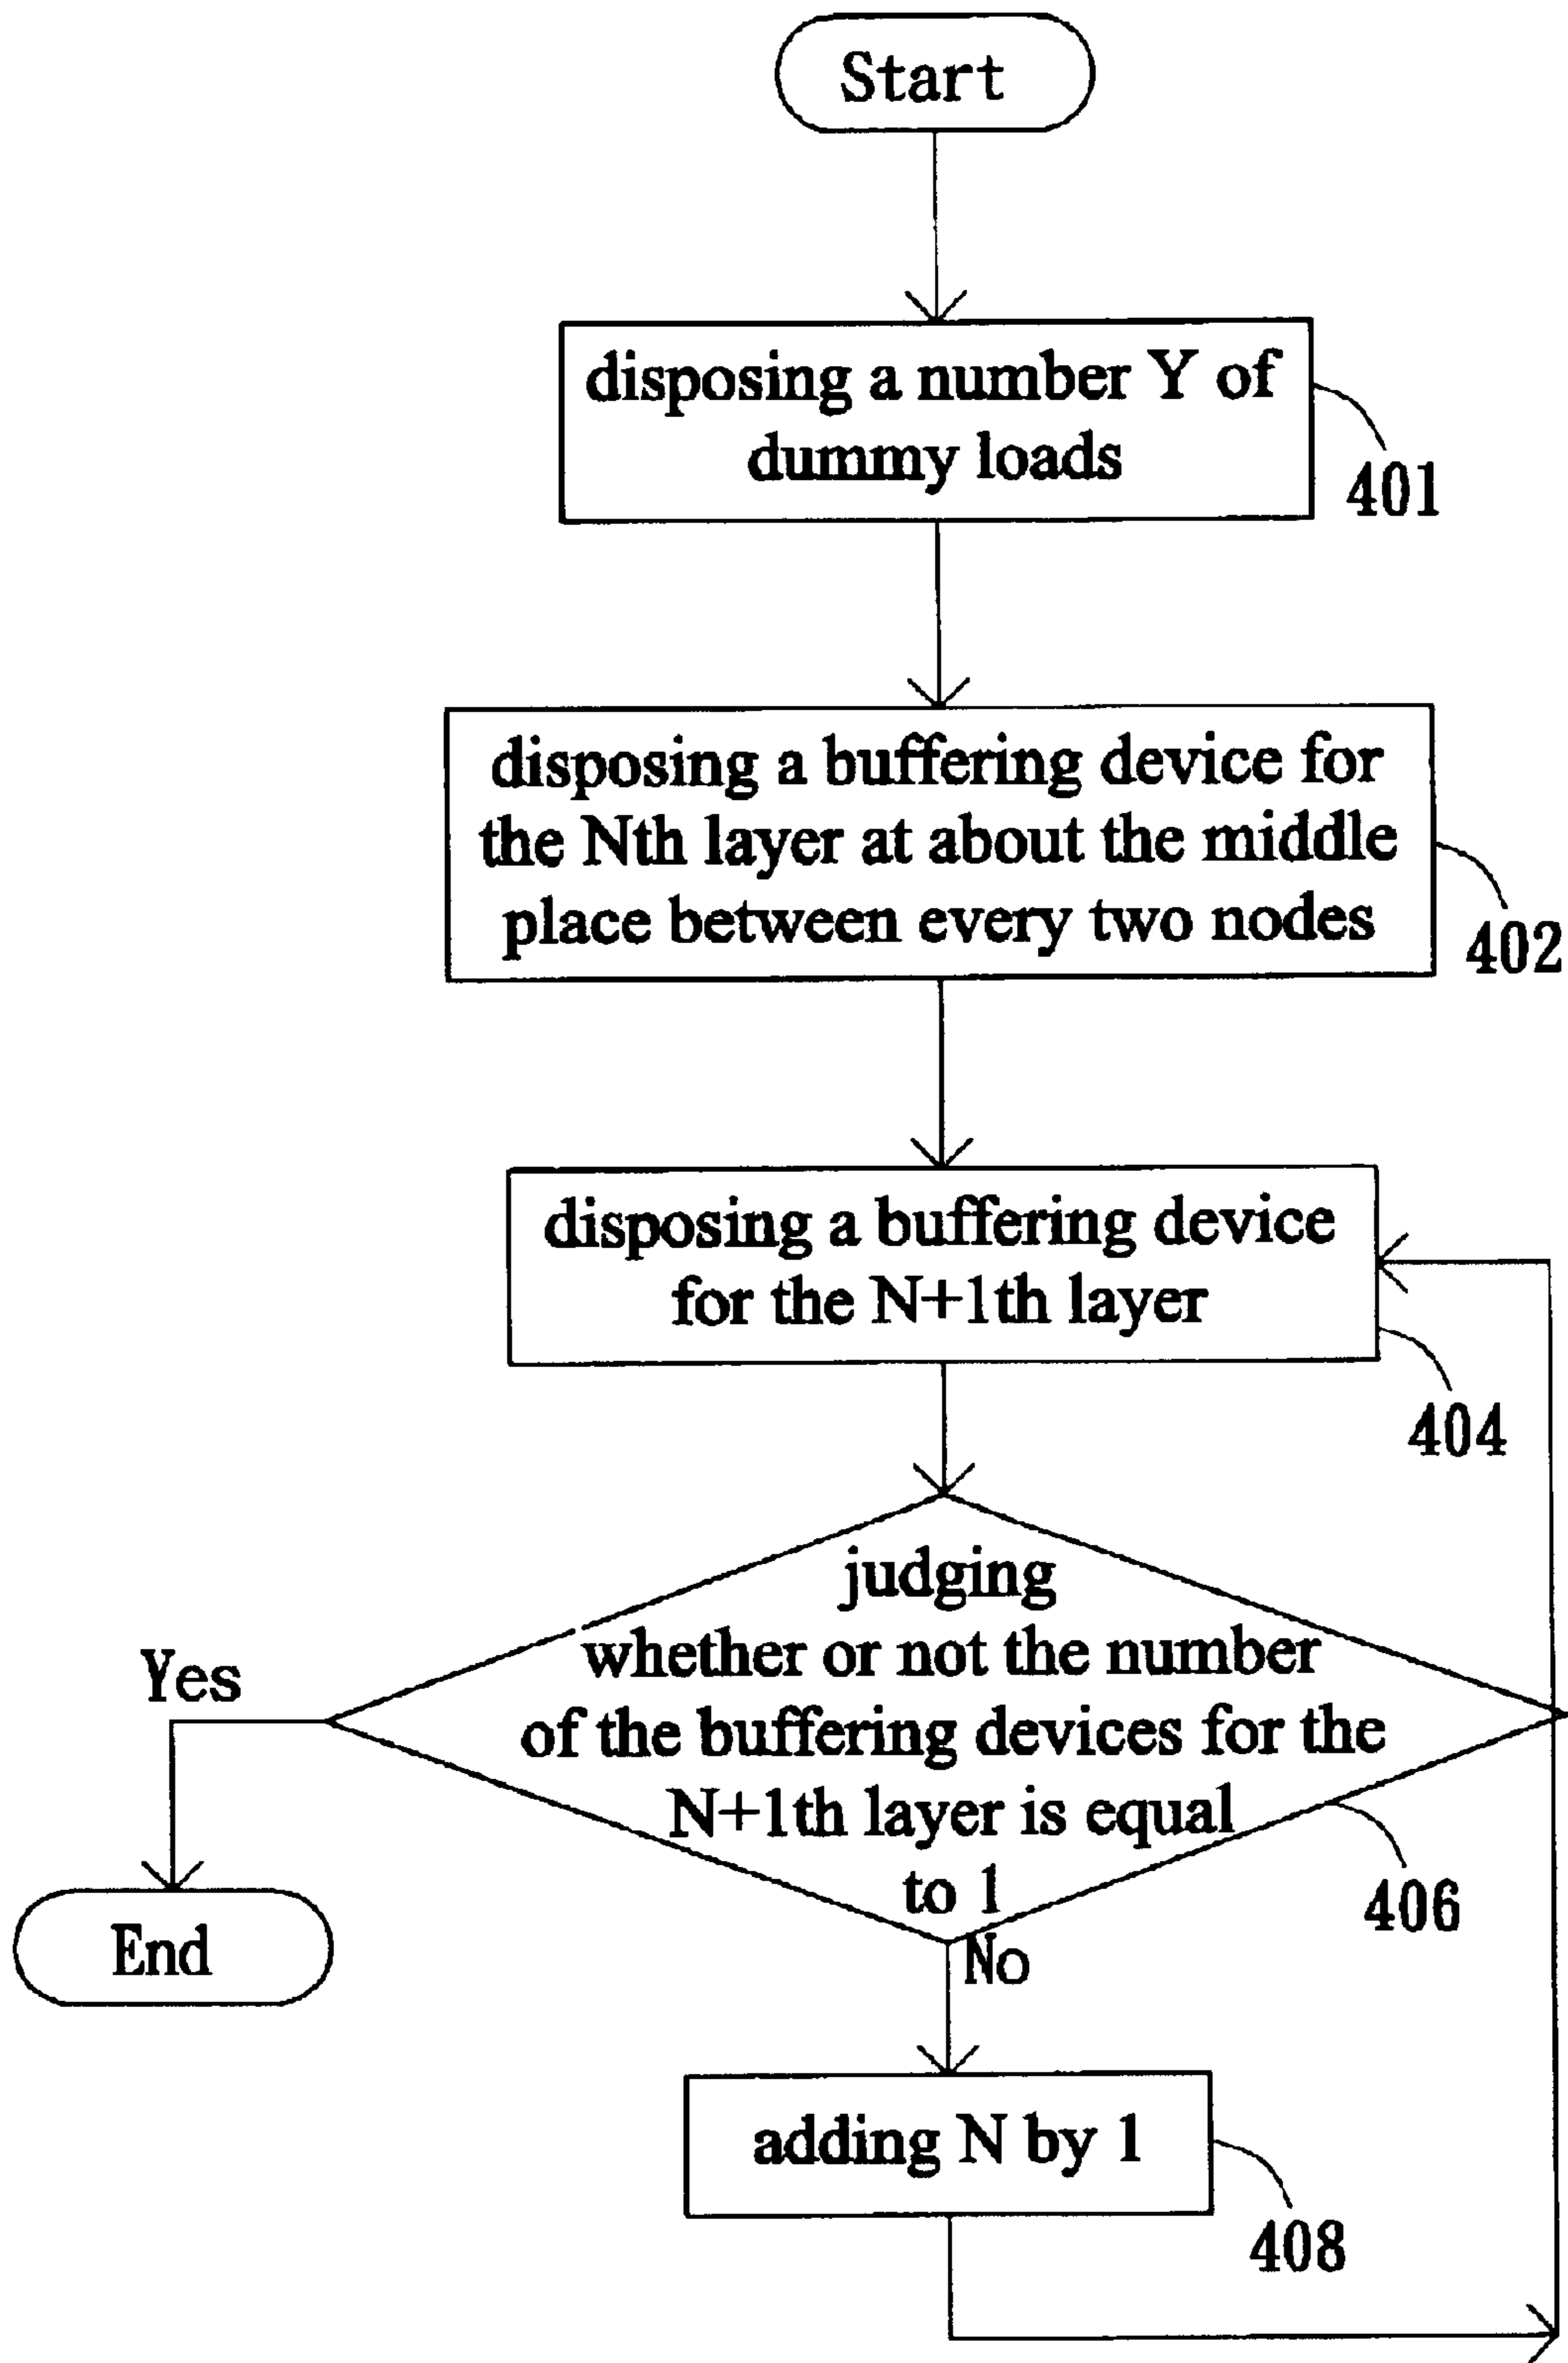 Start
disposing a number Y of
dummy loads
401
disposing a buffering device for
the Nth layer at about the middle
place between every two nodes
402
disposing a buffering device
for the N+1th layer
404
judging
whether or not the number
of the buffering devices for the
N+1th layer is equal
to 1
406
Yes
End
No
adding N by 1
408